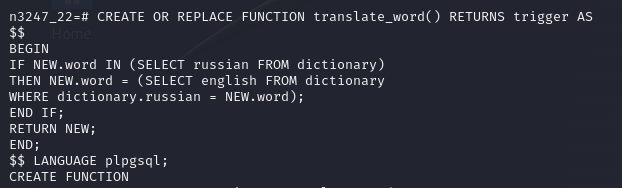 n3247_22=# CREATE OR REPLACE FUNCTION translate_word() RETURNS trigger AS
$$
BEGIN
IF NEW.word IN (SELECT russian FROM dictionary)
THEN NEW.word = (SELECT english FROM dictionary
WHERE dictionary.russian = NEW.word);
END IF;
RETURN NEW;
END;
$$ LANGUAGE plpgsql;
CREATE FUNCTION